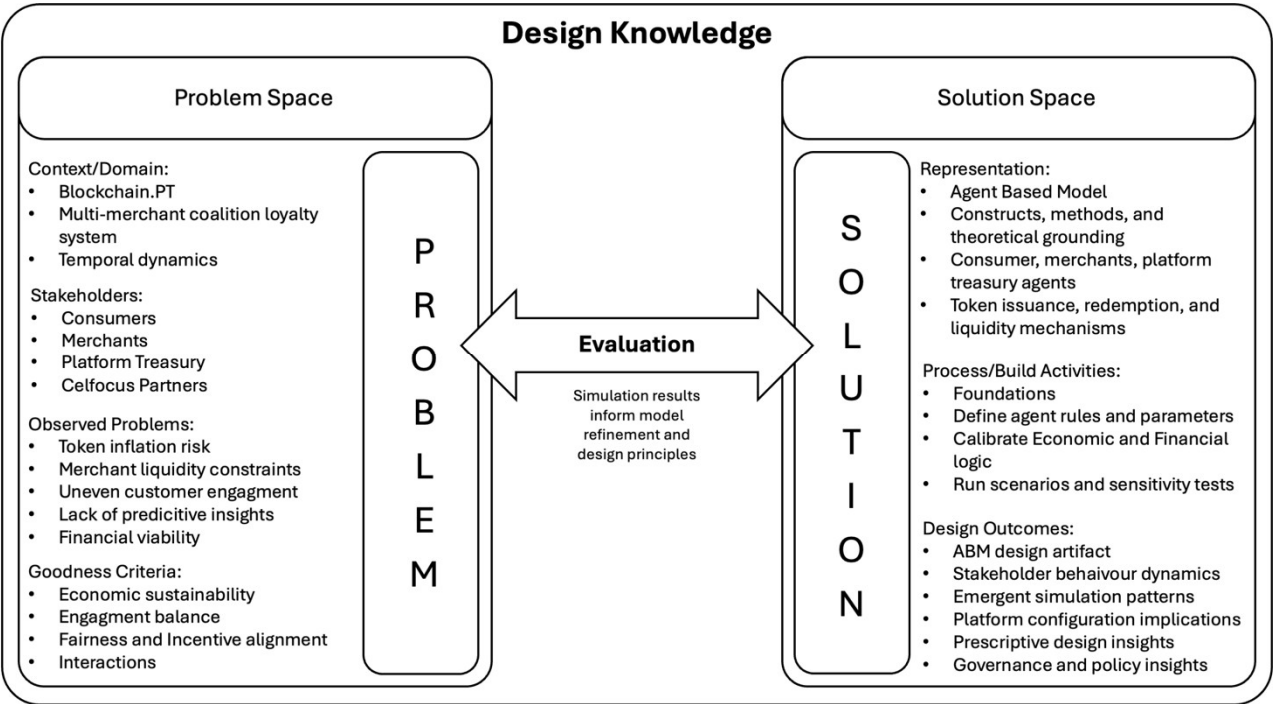 Design Knowledge
Problem Space
Context/Domain:
• Blockchain.PT
• Multi-merchant coalition loyalty
system
• Temporal dynamics
Stakeholders:
• Consumers
• Merchants
• Platform Treasury
• Celfocus Partners
Observed Problems:
• Token inflation risk
• Merchant liquidity constraints
• Uneven customer engagment
• Lack of predicitive insights
• Financial viability
Goodness Criteria:
• Economic sustainability
• Engagment balance
• Fairness and Incentive alignment
• Interactions
PROBLEM
Evaluation
Simulation results
inform model
refinement and
design principles
Solution Space
SOLUTION
Representation:
• Agent Based Model
• Constructs, methods, and
theoretical grounding
• Consumer, merchants, platform
treasury agents
• Token issuance, redemption, and
liquidity mechanisms
Process/Build Activities:
• Foundations
• Define agent rules and parameters
• Calibrate Economic and Financial
logic
• Run scenarios and sensitivity tests
Design Outcomes:
• ABM design artifact
• Stakeholder behaivour dynamics
• Emergent simulation patterns
• Platform configuration implications
• Prescriptive design insights
• Governance and policy insights